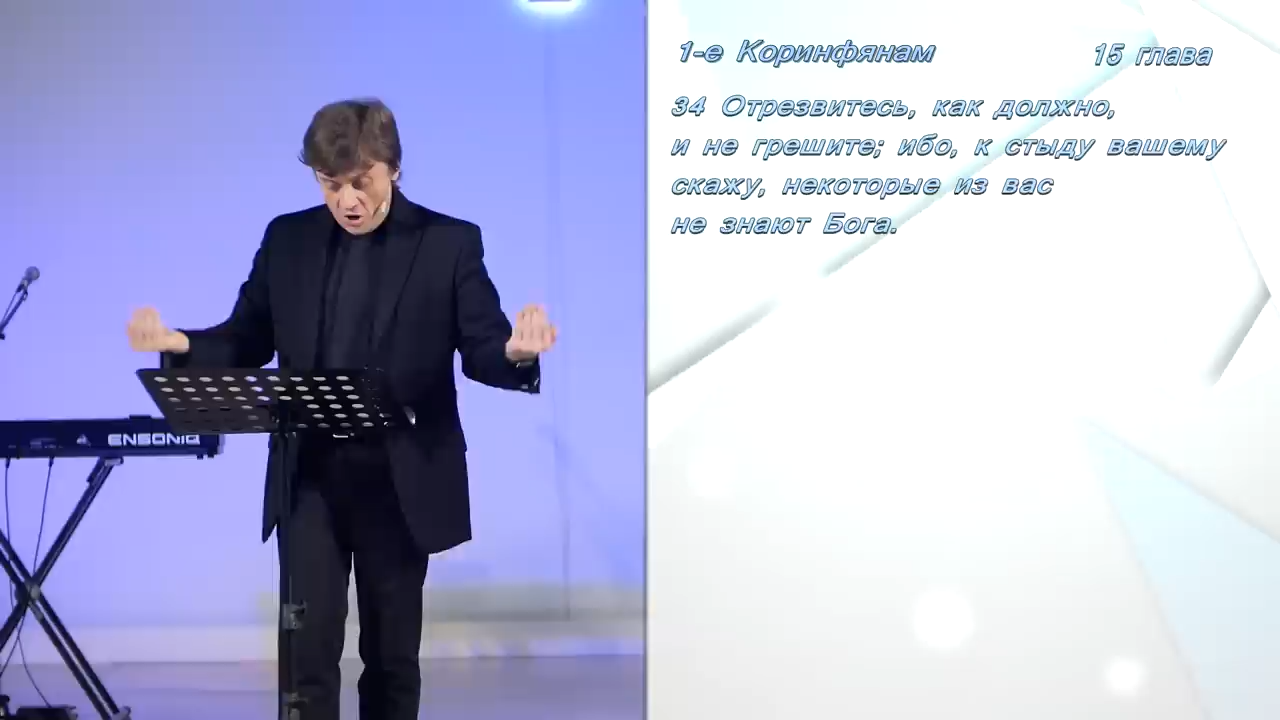 1-е Коринфянам 15 глава
34 Отрезвитесь, как должно,
и не грешите; ибо, к стыду вашему
скажу, некоторые из вас
не знают Бога.
ENSONIQ